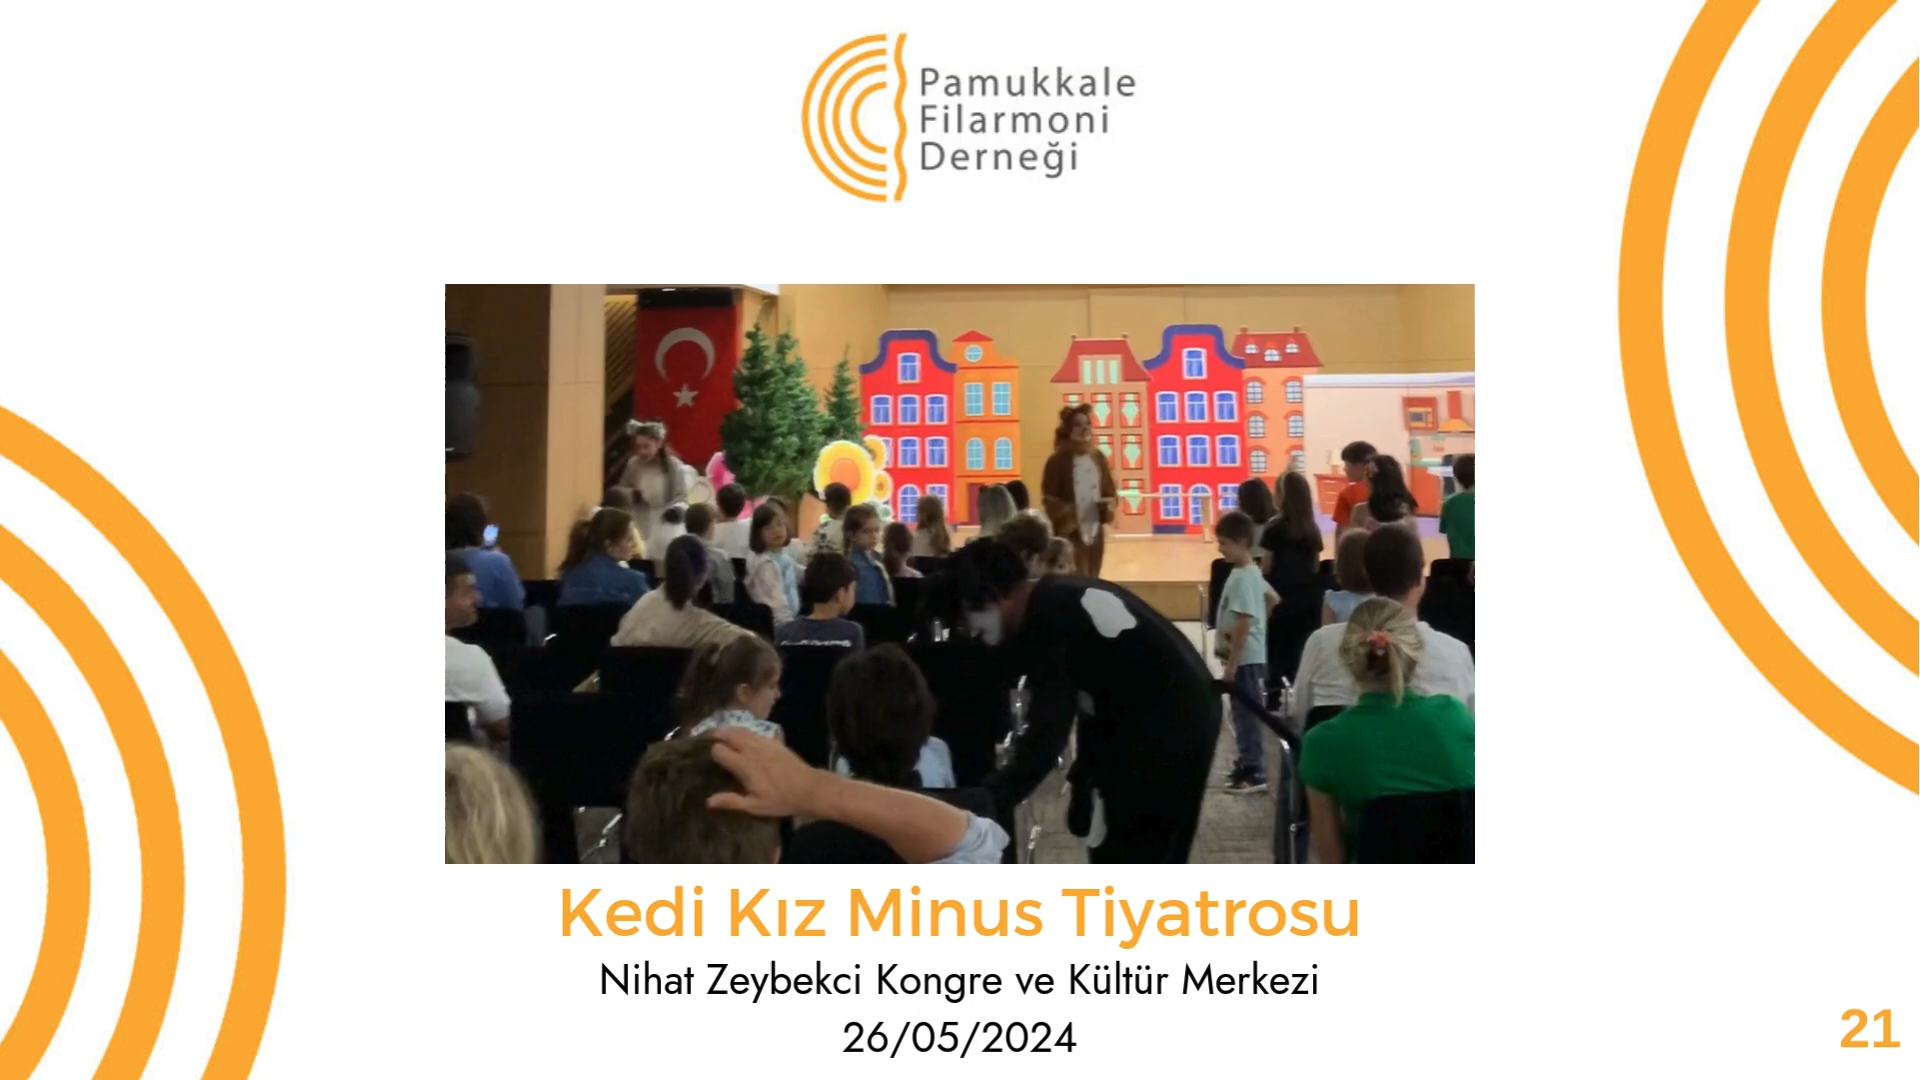 Pamukkale
Filarmoni
Derneği
Kedi Kız Minus Tiyatrosu
Nihat Zeybekci Kongre ve Kültür Merkezi
26/05/2024
21